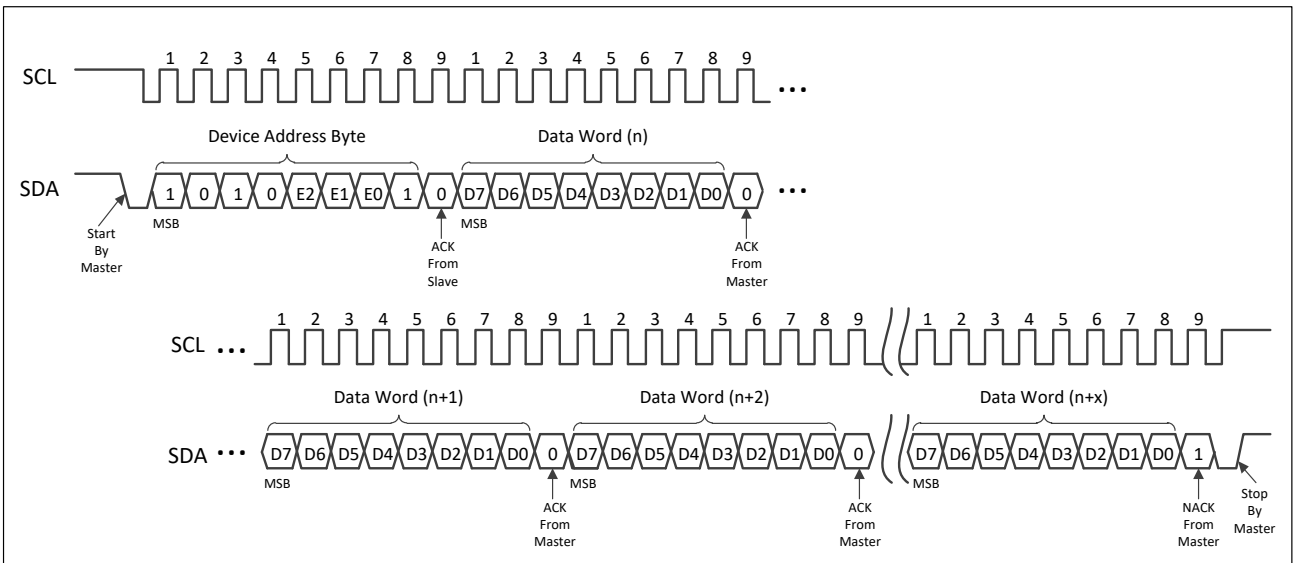 1 2 3 4 5 6 7 8 9 1 2 3 4 5 6 7 8 9
SCL ...
Device Address Byte Data Word (n)
SDA 1 0 1 0 E2 E1 E0 1 0 D7 D6 D5 D4 D3 D2 D1 D0 0 ...
MSB MSB
Start
By
Master
ACK
From
Slave
ACK
From
Master
1 2 3 4 5 6 7 8 9 1 2 3 4 5 6 7 8 9 1 2 3 4 5 6 7 8 9
SCL ...
Data Word (n+1) Data Word (n+2) Data Word (n+x)
SDA ... D7 D6 D5 D4 D3 D2 D1 D0 0 D7 D6 D5 D4 D3 D2 D1 D0 0 D7 D6 D5 D4 D3 D2 D1 D0 1
MSB MSB MSB
ACK
From
Master
ACK
From
Master
NACK
From
Master
Stop
By
Master